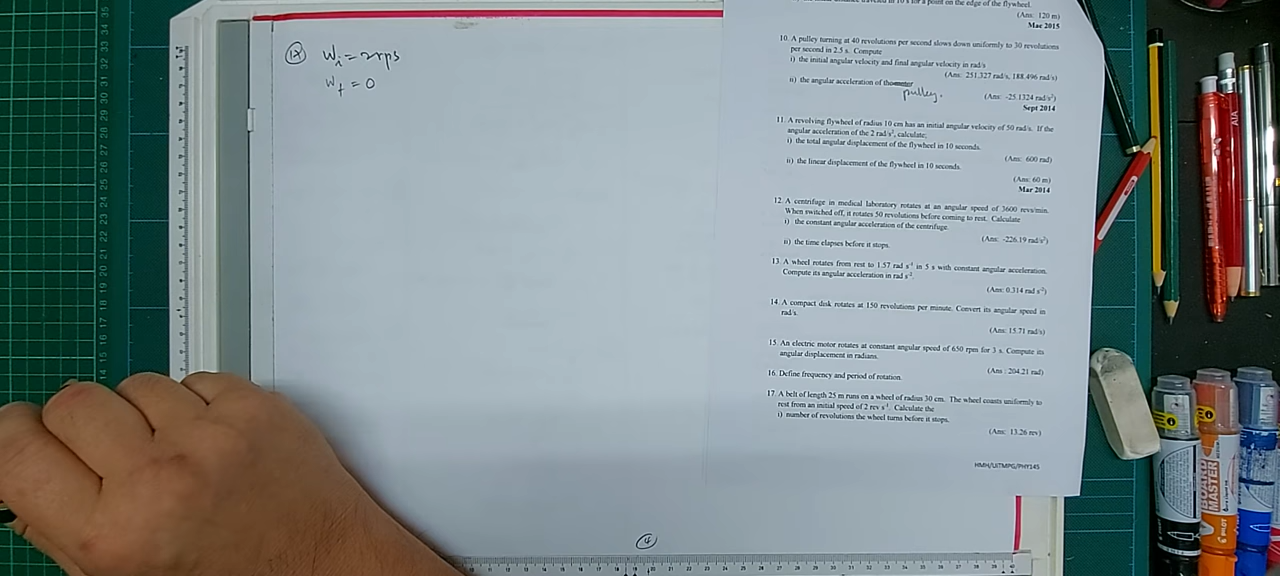 17 Wi = 2rps
Wf = 0
(Ans: 120 m)
Mac 2015
10. A pulley turning at 40 revolutions per second slows down uniformly to 30 revolutions
per second in 2.5 s. Compute
i) the initial angular velocity and final angular velocity in rad/s
(Ans: 251.327 rad/s, 188.496 rad/s)
ii) the angular acceleration of the
pulley.
(Ans: -25.1324 rad/s²)
Sept 2014
11. A revolving flywheel of radius 10 cm has an initial angular velocity of 50 rad/s. If the
angular acceleration of the 2 rad/s², calculate;
i) the total angular displacement of the flywheel in 10 seconds.
(Ans: 600 rad)
ii) the linear displacement of the flywheel in 10 seconds.
(Ans: 60 m)
Mar 2014
12. A centrifuge in medical laboratory rotates at an angular speed of 3600 revs/min.
When switched off, it rotates 50 revolutions before coming to rest. Calculate
i) the constant angular acceleration of the centrifuge.
(Ans: -226.19 rad/s²)
ii) the time elapses before it stops.
13. A wheel rotates from rest to 1.57 rad s⁻¹ in 5 s with constant angular acceleration.
Compute its angular acceleration in rad s⁻².
(Ans: 0.314 rad s⁻²)
14. A compact disk rotates at 150 revolutions per minute. Convert its angular speed in
rad/s.
(Ans: 15.71 rad/s)
15. An electric motor rotates at constant angular speed of 650 rpm for 3 s. Compute its
angular displacement in radians.
(Ans : 204.21 rad)
16. Define frequency and period of rotation.
17. A belt of length 25 m runs on a wheel of radius 30 cm. The wheel coasts uniformly to
rest from an initial speed of 2 rev s⁻¹. Calculate the
i) number of revolutions the wheel turns before it stops.
(Ans: 13.26 rev)
HMH/UITMPG/PHY145
4
BOARD
MASTER
PILOT